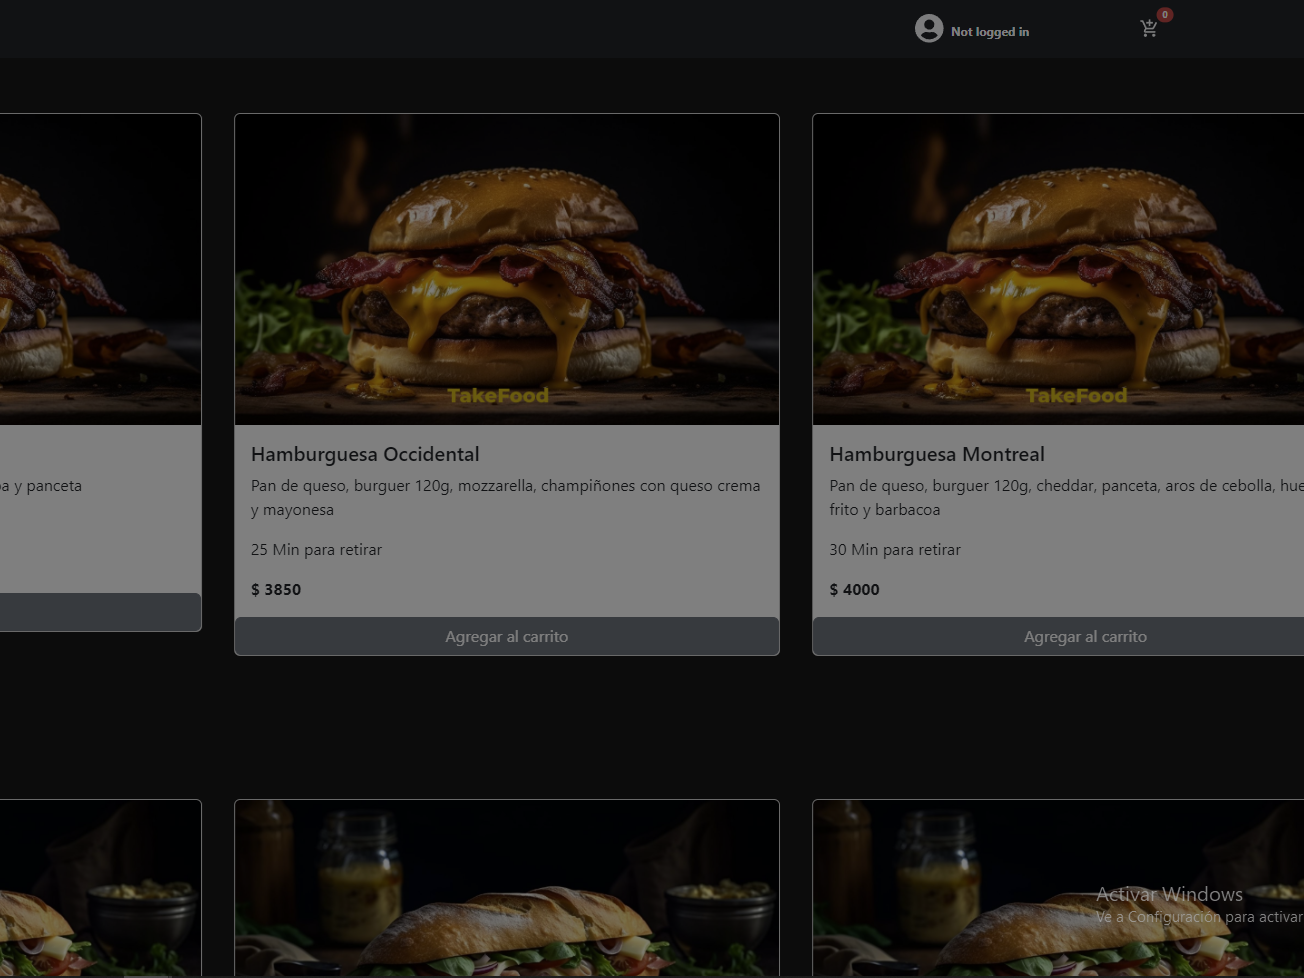 Not logged in
0
TakeFood
TakeFood
a y panceta
Hamburguesa Occidental
Pan de queso, burguer 120g, mozzarella, champiñones con queso crema
y mayonesa
25 Min para retirar
$ 3850
Agregar al carrito
Hamburguesa Montreal
Pan de queso, burguer 120g, cheddar, panceta, aros de cebolla, hue
frito y barbacoa
30 Min para retirar
$ 4000
Agregar al carrito
Activar Windows
Ve a Configuración para activar